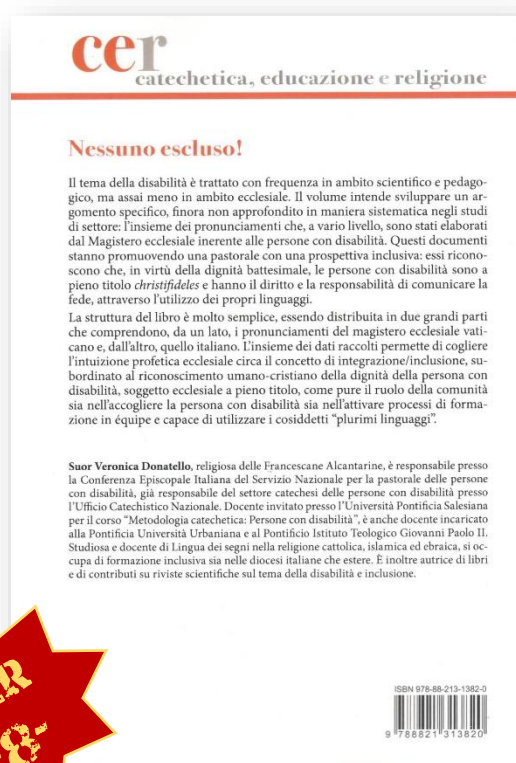 cer
catechetica, educazione e religione
Nessuno escluso!
Il tema della disabilità è trattato con frequenza in ambito scientifico e pedago-
gico, ma assai meno in ambito ecclesiale. Il volume intende sviluppare un ar-
gomento specifico, finora non approfondito in maniera sistematica negli studi
di settore: l'insieme dei pronunciamenti che, a vario livello, sono stati elaborati
dal Magistero ecclesiale inerente alle persone con disabilità. Questi documenti
stanno promuovendo una pastorale con una prospettiva inclusiva: essi ricono-
scono che, in virtù della dignità battesimale, le persone con disabilità sono a
pieno titolo christifideles e hanno il diritto e la responsabilità di comunicare la
fede, attraverso l'utilizzo dei propri linguaggi.
La struttura del libro è molto semplice, essendo distribuita in due grandi parti
che comprendono, da un lato, i pronunciamenti del magistero ecclesiale vati-
cano e, dall'altro, quello italiano. L'insieme dei dati raccolti permette di cogliere
l'intuizione profetica ecclesiale circa il concetto di integrazione/inclusione, su-
bordinato al riconoscimento umano-cristiano della dignità della persona con
disabilità, soggetto ecclesiale a pieno titolo, come pure il ruolo della comunità
sia nell'accogliere la persona con disabilità sia nell'attivare processi di forma-
zione in équipe e capace di utilizzare i cosiddetti "plurimi linguaggi".
Suor Veronica Donatello, religiosa delle Francescane Alcantarine, è responsabile presso
la Conferenza Episcopale Italiana del Servizio Nazionale per la pastorale delle persone
con disabilità, già responsabile del settore catechesi delle persone con disabilità presso
l'Ufficio Catechistico Nazionale. Docente invitato presso l'Università Pontificia Salesiana
per il corso "Metodologia catechetica: Persone con disabilità", è anche docente incaricato
alla Pontificia Università Urbaniana e al Pontificio Istituto Teologico Giovanni Paolo II.
Studiosa e docente di Lingua dei segni nella religione cattolica, islamica ed ebraica, si oc-
cupa di formazione inclusiva sia nelle diocesi italiane che estere. È inoltre autrice di libri
e di contributi su riviste scientifiche sul tema della disabilità e inclusione.
ISBN 978-88-213-1382-0
9 788821 313820